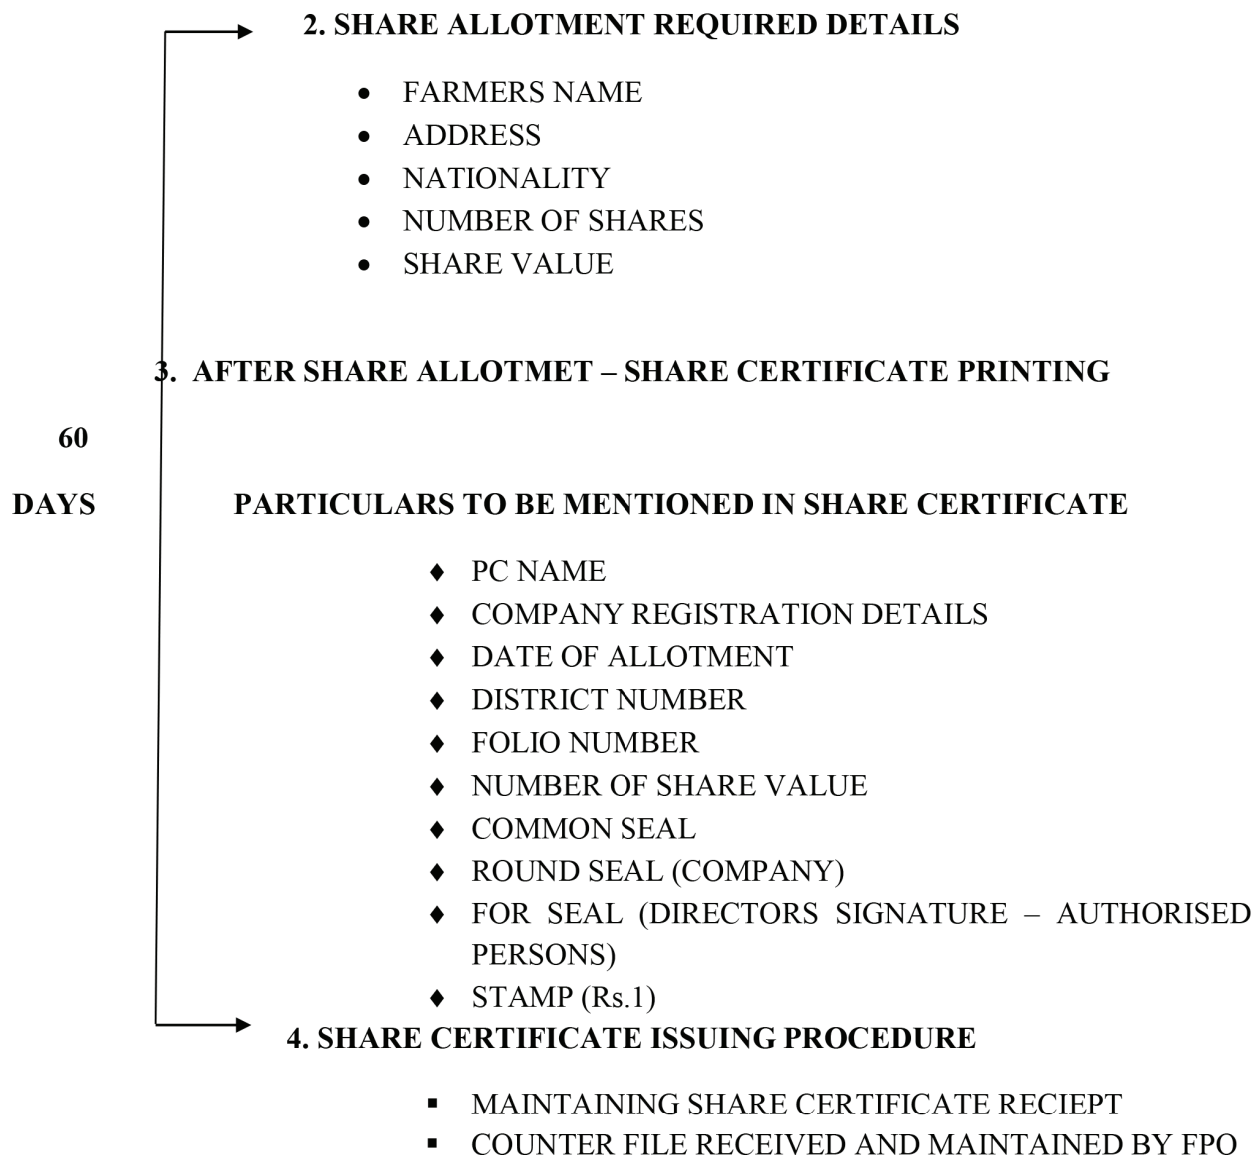 2. SHARE ALLOTMENT REQUIRED DETAILS
• FARMERS NAME
• ADDRESS
• NATIONALITY
• NUMBER OF SHARES
• SHARE VALUE
3. AFTER SHARE ALLOTMET – SHARE CERTIFICATE PRINTING
60
DAYS PARTICULARS TO BE MENTIONED IN SHARE CERTIFICATE
♦ PC NAME
♦ COMPANY REGISTRATION DETAILS
♦ DATE OF ALLOTMENT
♦ DISTRICT NUMBER
♦ FOLIO NUMBER
♦ NUMBER OF SHARE VALUE
♦ COMMON SEAL
♦ ROUND SEAL (COMPANY)
♦ FOR SEAL (DIRECTORS SIGNATURE – AUTHORISED
PERSONS)
♦ STAMP (Rs.1)
4. SHARE CERTIFICATE ISSUING PROCEDURE
▪ MAINTAINING SHARE CERTIFICATE RECIEPT
▪ COUNTER FILE RECEIVED AND MAINTAINED BY FPO